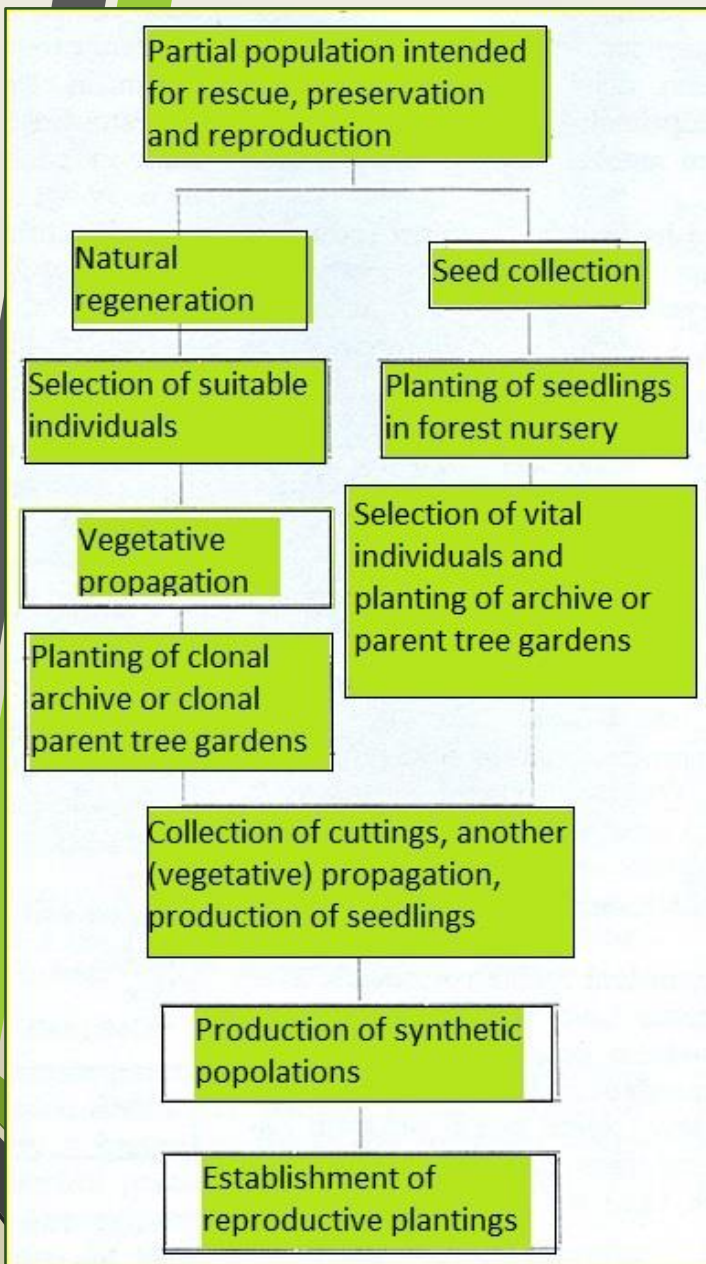 Partial population intended
for rescue, preservation
and reproduction
Natural
regeneration
Seed collection
Selection of suitable
individuals
Planting of seedlings
in forest nursery
Vegetative
propagation
Selection of vital
individuals and
planting of archive or
parent tree gardens
Planting of clonal
archive or clonal
parent tree gardens
Collection of cuttings, another
(vegetative) propagation,
production of seedlings
Production of synthetic
popolations
Establishment of
reproductive plantings